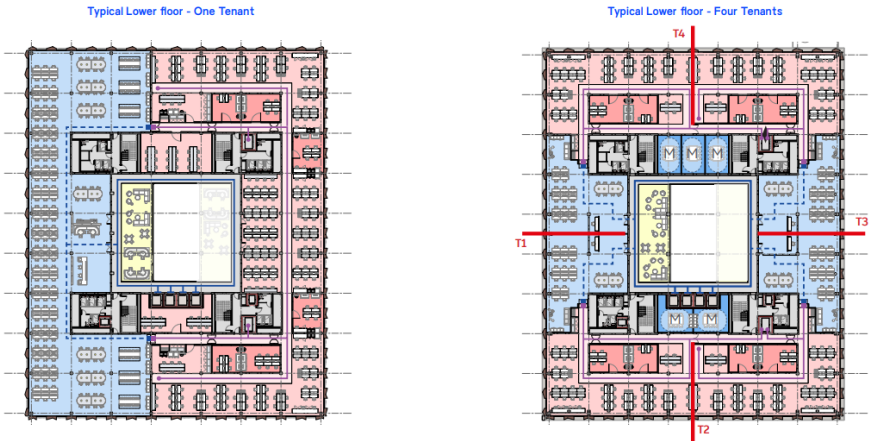 Typical Lower floor - One Tenant
Typical Lower floor - Four Tenants
T4
M M M
T1
T3
M M
T2